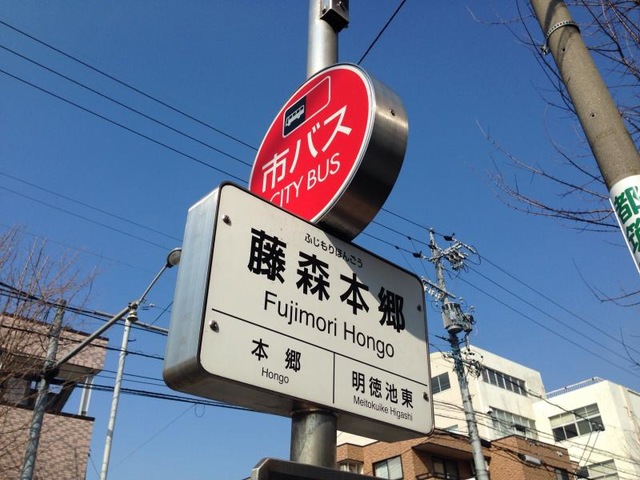 市バス
CITY BUS
ふじもりほんごう
藤森本郷
Fujimori Hongo
本郷
Hongo
明徳池東
Meitokuike Higashi
都